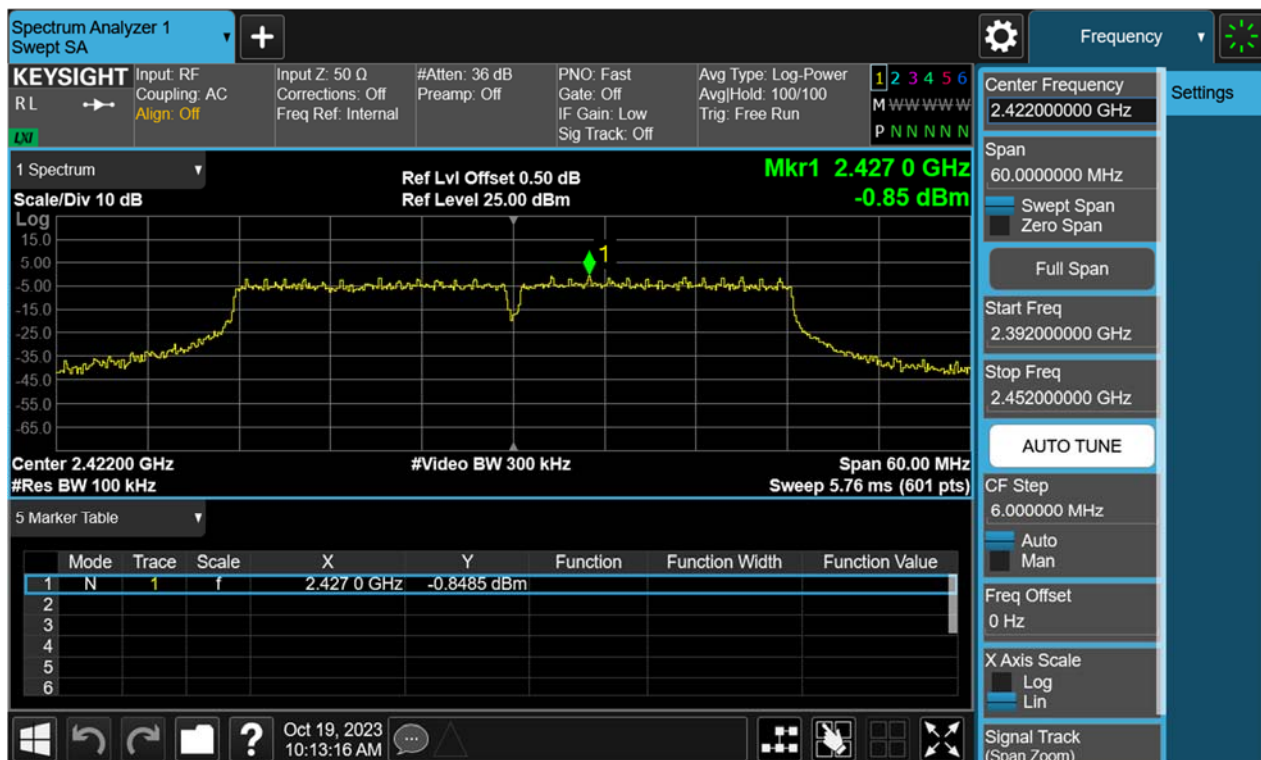 Spectrum Analyzer 1
Swept SA
+
Frequency
KEYSIGHT
R L
LXI
Input: RF
Coupling: AC
Align: Off
Input Z: 50 Ω
Corrections: Off
Freq Ref: Internal
#Atten: 36 dB
Preamp: Off
PNO: Fast
Gate: Off
IF Gain: Low
Sig Track: Off
Avg Type: Log-Power
Avg|Hold: 100/100
Trig: Free Run
1 2 3 4 5 6
M W W W W W
P N N N N N
1 Spectrum
Scale/Div 10 dB
Ref Lvl Offset 0.50 dB
Ref Level 25.00 dBm
Mkr1 2.427 0 GHz
-0.85 dBm
Log
15.0
5.00
-5.00
-15.0
-25.0
-35.0
-45.0
-55.0
-65.0
1
Center 2.42200 GHz
#Res BW 100 kHz
#Video BW 300 kHz
Span 60.00 MHz
Sweep 5.76 ms (601 pts)
5 Marker Table
Mode Trace Scale X Y Function Function Width Function Value
1 N 1 f 2.427 0 GHz -0.8485 dBm
2
3
4
5
6
?
Oct 19, 2023
10:13:16 AM
Center Frequency
2.422000000 GHz
Settings
Span
60.0000000 MHz
Swept Span
Zero Span
Full Span
Start Freq
2.392000000 GHz
Stop Freq
2.452000000 GHz
AUTO TUNE
CF Step
6.000000 MHz
Auto
Man
Freq Offset
0 Hz
X Axis Scale
Log
Lin
Signal Track
(Span Zoom)